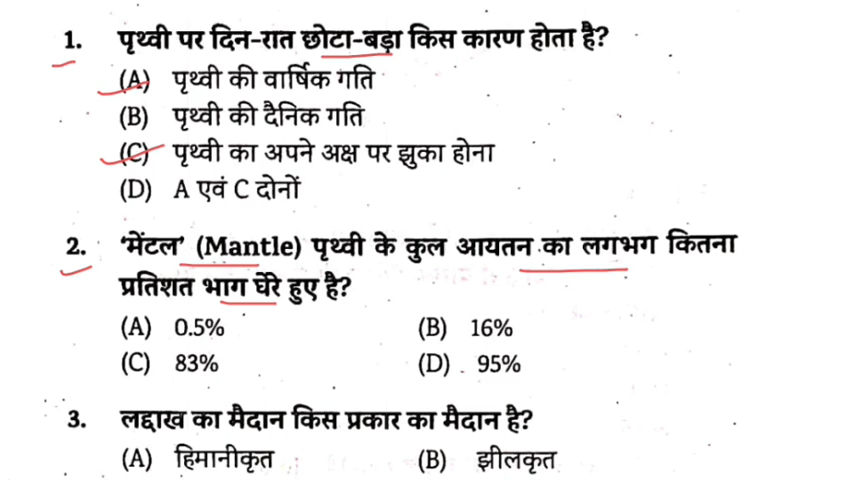 1. पृथ्वी पर दिन-रात छोटा-बड़ा किस कारण होता है?
(A) पृथ्वी की वार्षिक गति
(B) पृथ्वी की दैनिक गति
(C) पृथ्वी का अपने अक्ष पर झुका होना
(D) A एवं C दोनों
2. ‘मेंटल’ (Mantle) पृथ्वी के कुल आयतन का लगभग कितना
प्रतिशत भाग घेरे हुए है?
(A) 0.5% (B) 16%
(C) 83% (D) 95%
3. लद्दाख का मैदान किस प्रकार का मैदान है?
(A) हिमानीकृत (B) झीलकृत